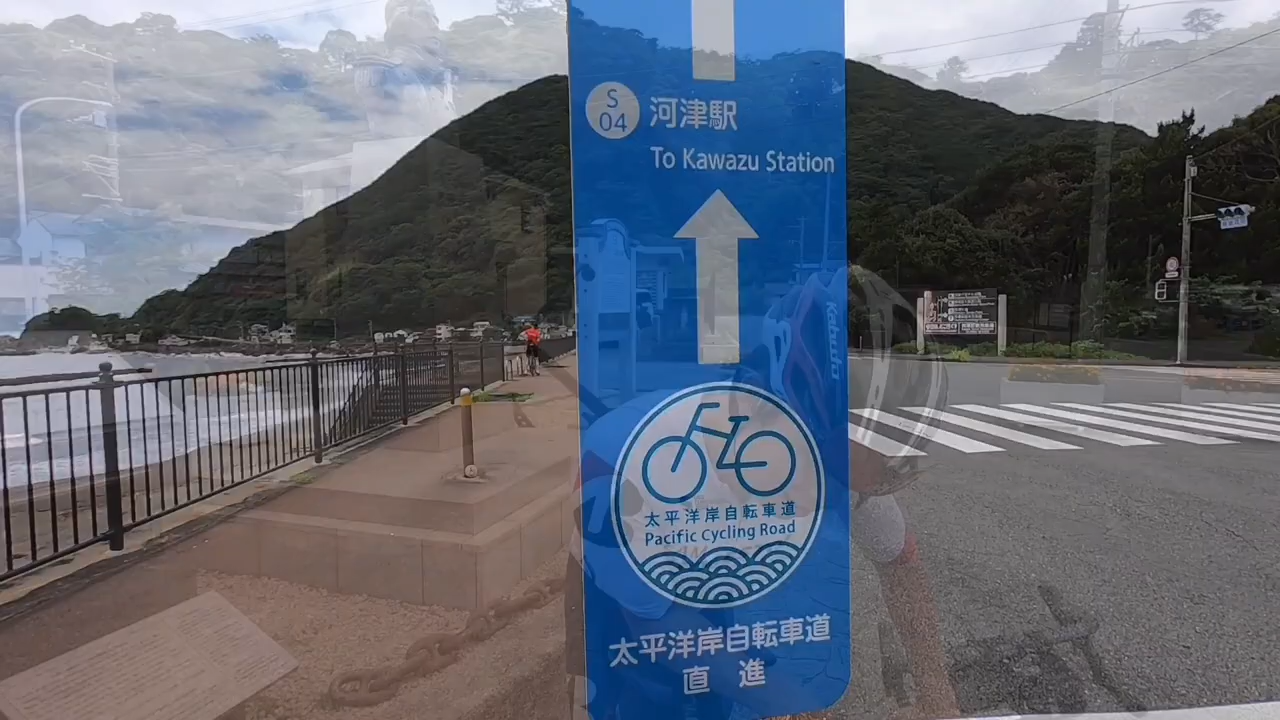 S
04
河津駅
To Kawazu Station
Kabuto
太平洋岸自転車道
Pacific Cycling Road
太平洋岸自転車道
直 進